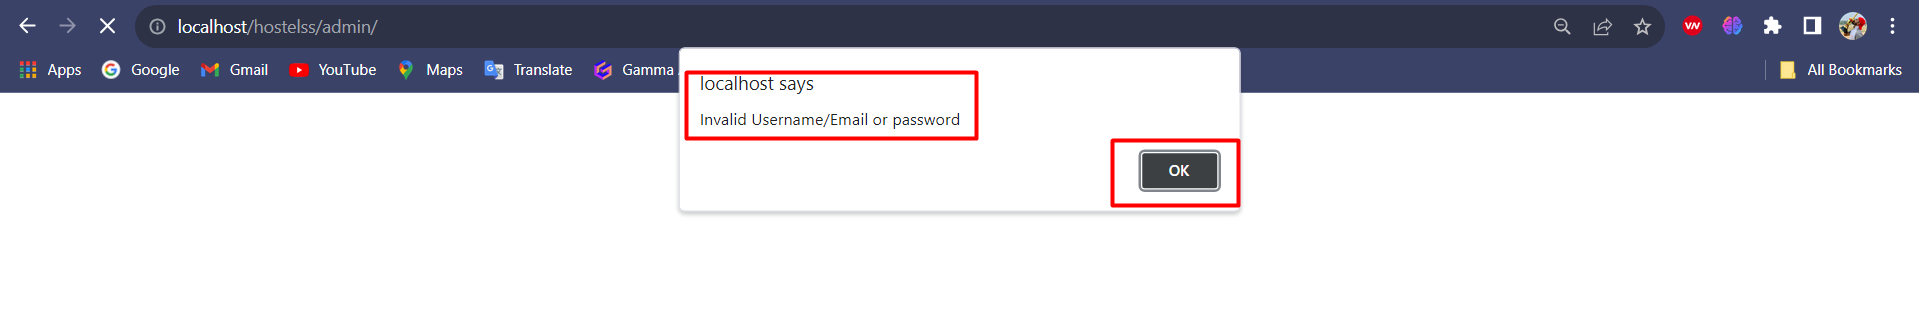 localhost/hostelss/admin/
VN
Apps Google Gmail YouTube Maps Translate Gamma All Bookmarks
localhost says
Invalid Username/Email or password
OK